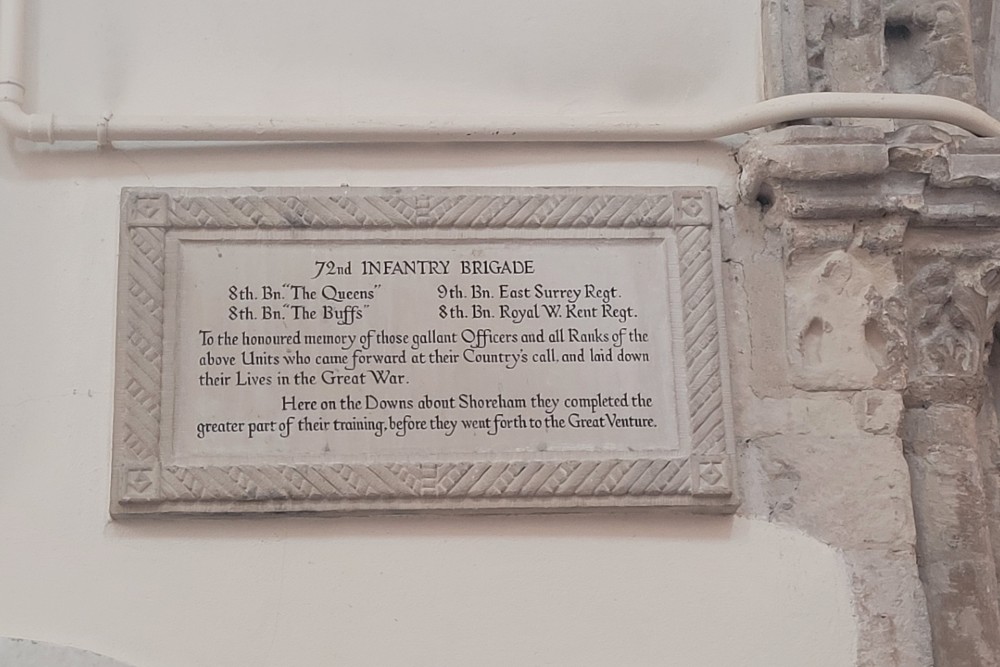 72nd INFANTRY BRIGADE
8th. Bn. "The Queens" 9th. Bn. East Surrey Regt.
8th. Bn. "The Buffs" 8th. Bn. Royal W. Kent Regt.
To the honoured memory of those gallant Officers and all Ranks of the
above Units who came forward at their Country's call, and laid down
their Lives in the Great War.
Here on the Downs about Shoreham they completed the
greater part of their training, before they went forth to the Great Venture.